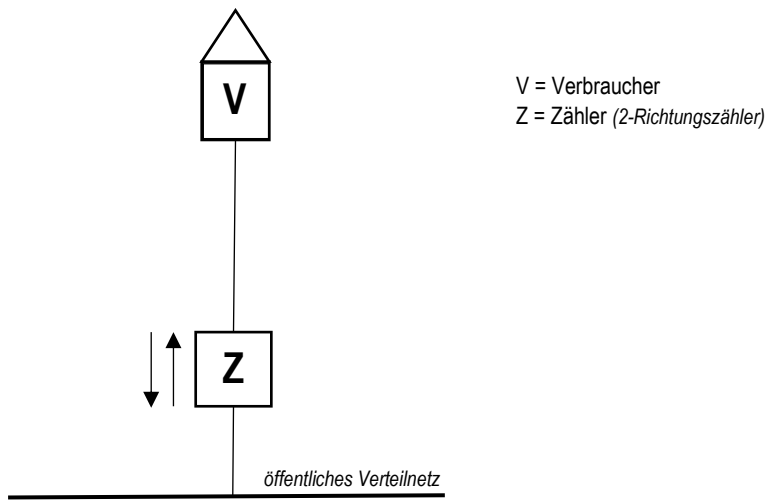 V
V = Verbraucher
Z = Zähler (2-Richtungszähler)
Z
öffentliches Verteilnetz